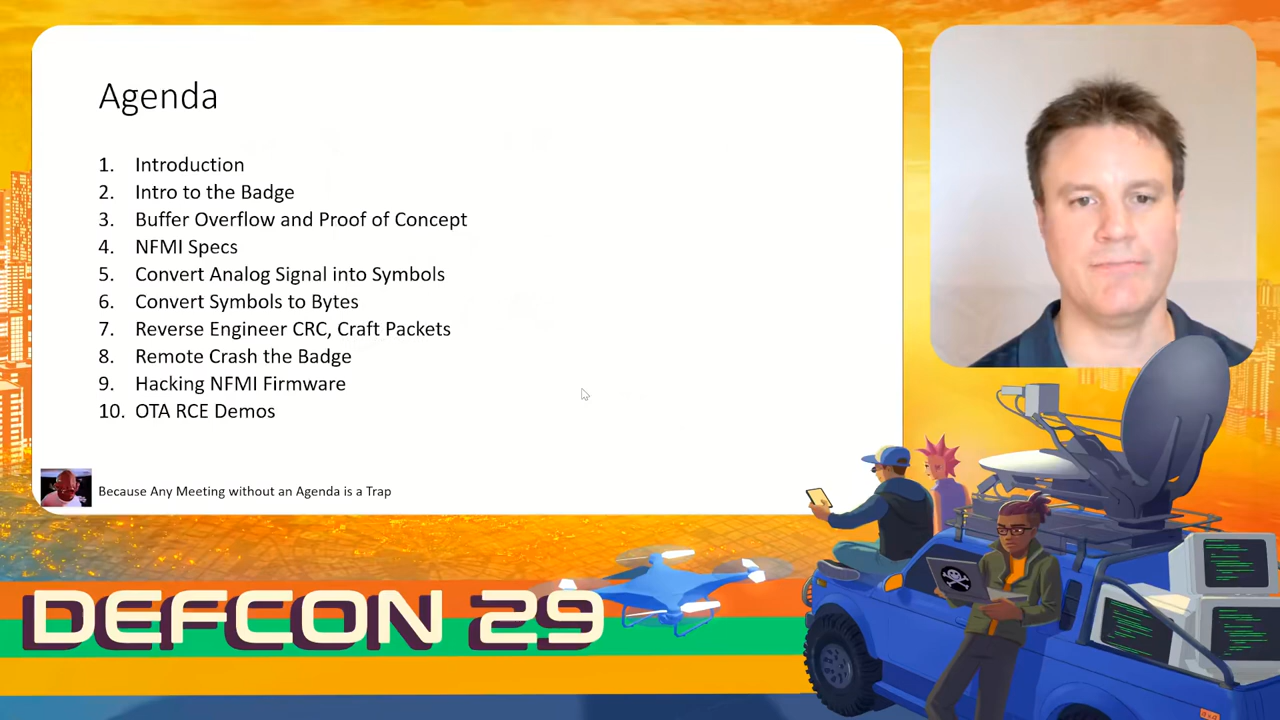 Agenda
1. Introduction
2. Intro to the Badge
3. Buffer Overflow and Proof of Concept
4. NFMI Specs
5. Convert Analog Signal into Symbols
6. Convert Symbols to Bytes
7. Reverse Engineer CRC, Craft Packets
8. Remote Crash the Badge
9. Hacking NFMI Firmware
10. OTA RCE Demos
Because Any Meeting without an Agenda is a Trap
DEFCON 29